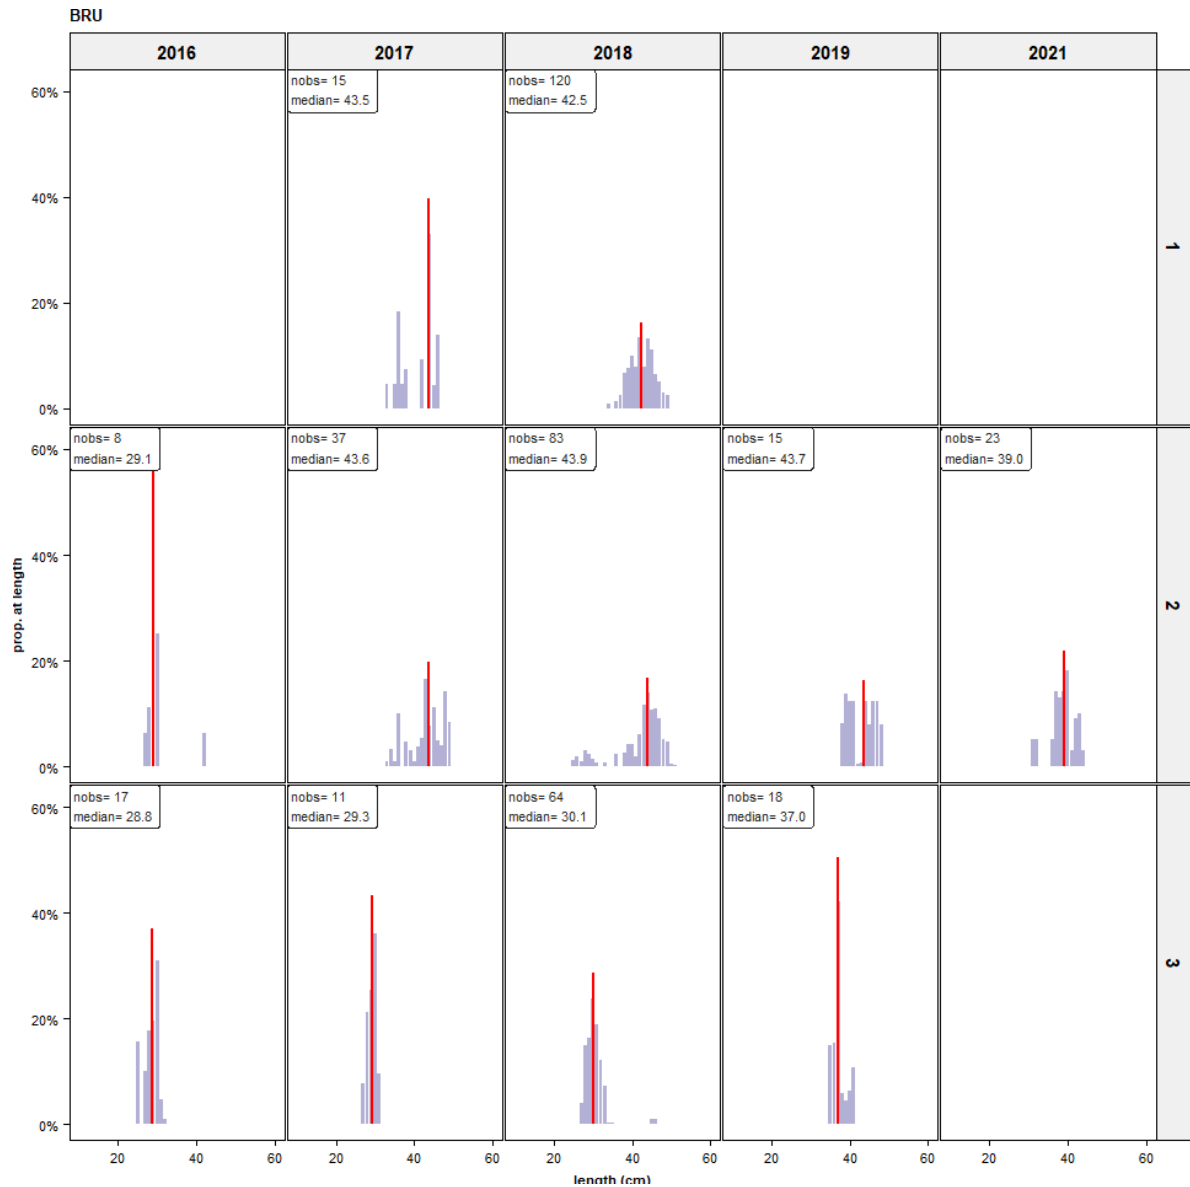 BRU
2016 2017 2018 2019 2021
nobs= 15
median= 43.5
nobs= 120
median= 42.5
60%
40%
20%
0%
1
nobs= 8
median= 29.1
nobs= 37
median= 43.6
nobs= 83
median= 43.9
nobs= 15
median= 43.7
nobs= 23
median= 39.0
60%
40%
20%
0%
2
prop. at length
nobs= 17
median= 28.8
nobs= 11
median= 29.3
nobs= 64
median= 30.1
nobs= 18
median= 37.0
60%
40%
20%
0%
3
20 40 60 20 40 60 20 40 60 20 40 60 20 40 60
length (cm)